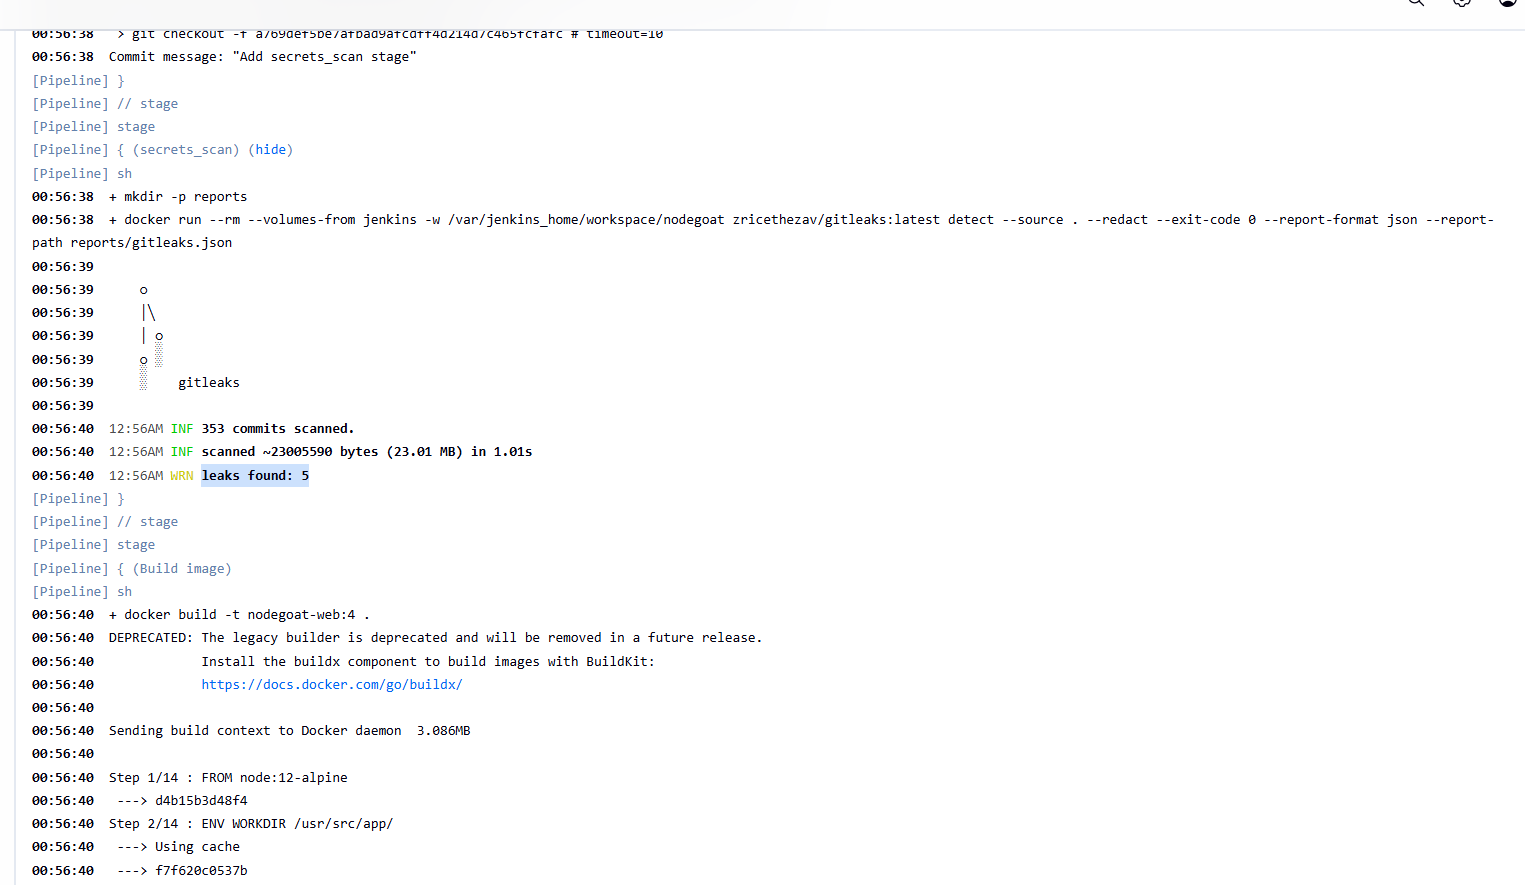 00:56:38 > git checkout -f a769def5be7afbad9afcdff4d214d7c465fcfafc # timeout=10
00:56:38 Commit message: "Add secrets_scan stage"
[Pipeline] }
[Pipeline] // stage
[Pipeline] stage
[Pipeline] { (secrets_scan) (hide)
[Pipeline] sh
00:56:38 + mkdir -p reports
00:56:38 + docker run --rm --volumes-from jenkins -w /var/jenkins_home/workspace/nodegoat zricethezav/gitleaks:latest detect --source . --redact --exit-code 0 --report-format json --report-
path reports/gitleaks.json
00:56:39
00:56:39     ○
00:56:39     │╲
00:56:39     │ ○
00:56:39     ○ ░
00:56:39     ░    gitleaks
00:56:39
00:56:40 12:56AM INF 353 commits scanned.
00:56:40 12:56AM INF scanned ~23005590 bytes (23.01 MB) in 1.01s
00:56:40 12:56AM WRN leaks found: 5
[Pipeline] }
[Pipeline] // stage
[Pipeline] stage
[Pipeline] { (Build image)
[Pipeline] sh
00:56:40 + docker build -t nodegoat-web:4 .
00:56:40 DEPRECATED: The legacy builder is deprecated and will be removed in a future release.
00:56:40             Install the buildx component to build images with BuildKit:
00:56:40             https://docs.docker.com/go/buildx/
00:56:40
00:56:40 Sending build context to Docker daemon  3.086MB
00:56:40
00:56:40 Step 1/14 : FROM node:12-alpine
00:56:40  ---> d4b15b3d48f4
00:56:40 Step 2/14 : ENV WORKDIR /usr/src/app/
00:56:40  ---> Using cache
00:56:40  ---> f7f620c0537b